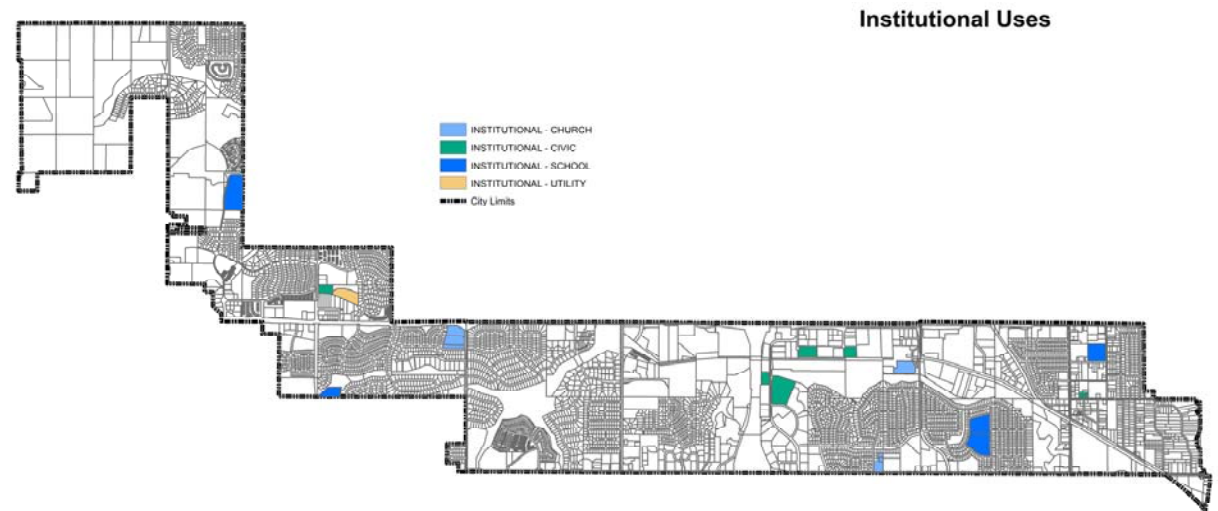 Institutional Uses
INSTITUTIONAL - CHURCH
INSTITUTIONAL - CIVIC
INSTITUTIONAL - SCHOOL
INSTITUTIONAL - UTILITY
City Limits